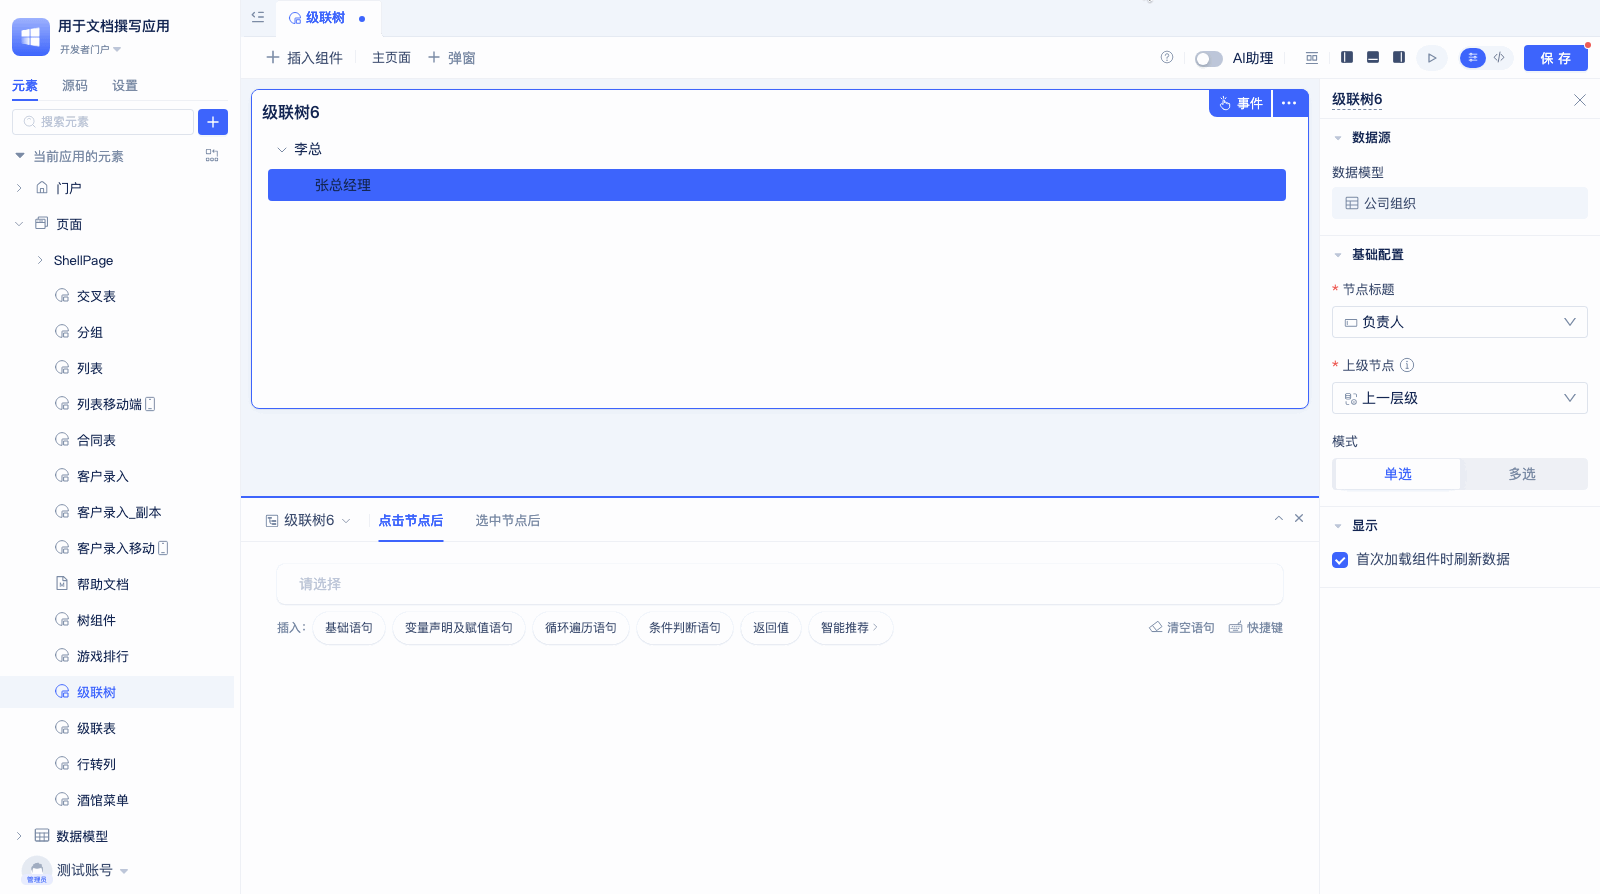 用于文档撰写应用
开发者门户
元素 源码 设置
搜索元素
当前应用的元素
门户
页面
ShellPage
交叉表
分组
列表
列表移动端
合同表
客户录入
客户录入_副本
客户录入移动
帮助文档
树组件
游戏排行
级联树
级联表
行转列
酒馆菜单
数据模型
测试账号
管理员
级联树
插入组件 主页面 弹窗
AI助理
保存
级联树6
事件
李总
张总经理
级联树6 点击节点后 选中节点后
请选择
插入: 基础语句 变量声明及赋值语句 循环遍历语句 条件判断语句 返回值 智能推荐
清空语句 快捷键
级联树6
数据源
数据模型
公司组织
基础配置
* 节点标题
负责人
* 上级节点
上一层级
模式
单选 多选
显示
首次加载组件时刷新数据